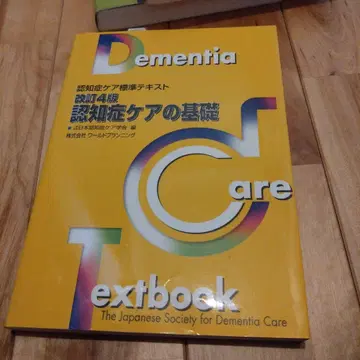 Dementia
認知症ケア標準テキスト
改訂4版
認知症ケアの基礎
日本認知症ケア学会 編
株式会社 ワールドプランニング
Care
Textbook
The Japanese Society for Dementia Care